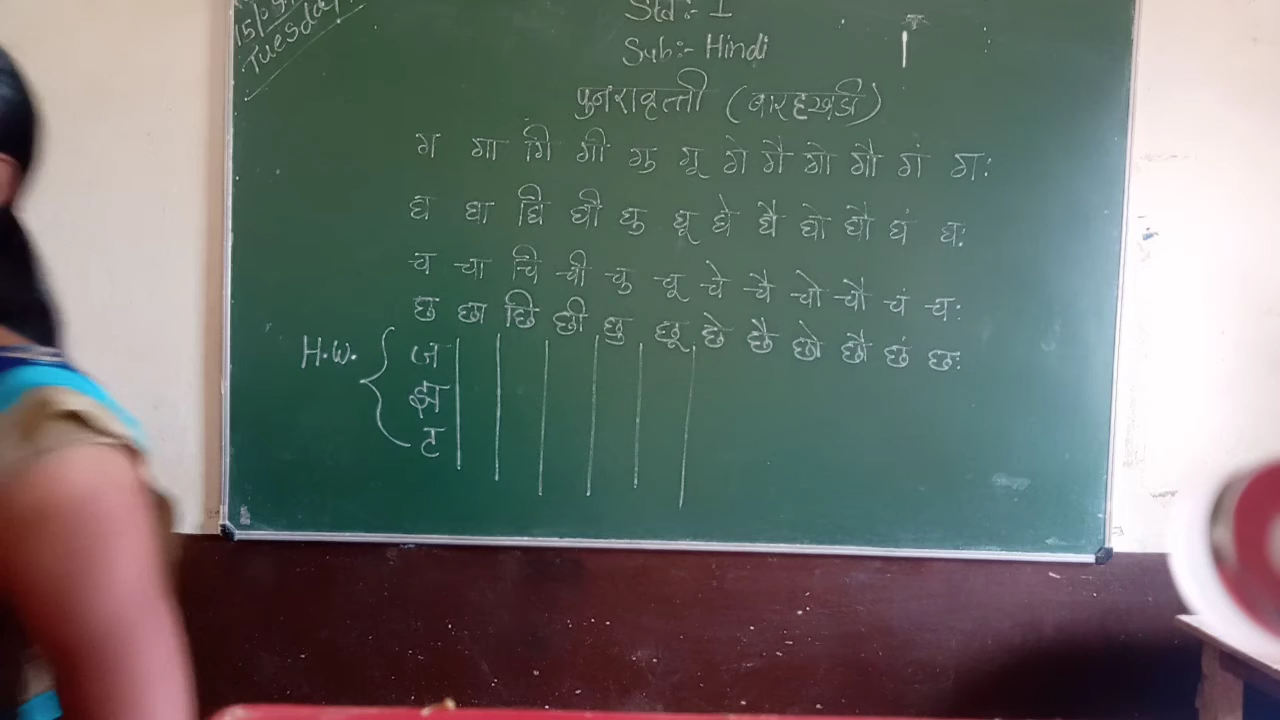 Tuesday
Std :- I
Sub :- Hindi
पुनरावृत्ती (बारहखडी)
ग गा गि गी गु गू गे गै गो गौ गं गः
घ घा घि घी घु घू घे घै घो घौ घं घः
च चा चि ची चु चू चे चै चो चौ चं चः
छ छा छि छी छु छू छे छै छो छौ छं छः
H.W. { ज
झ
ट